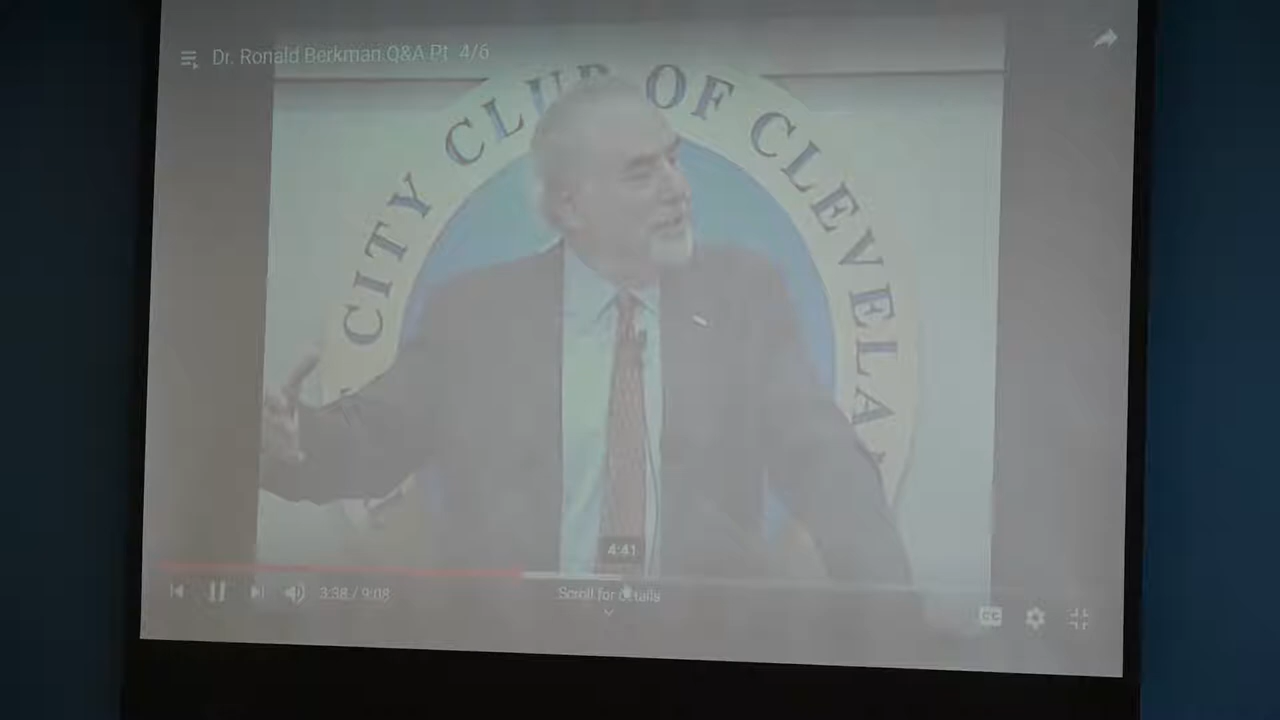 Dr. Ronald Berkman Q&A Pt 4/6
CITY CLUB OF CLEVELA
4:41
3:38 / 9:08
Scroll for details
CC